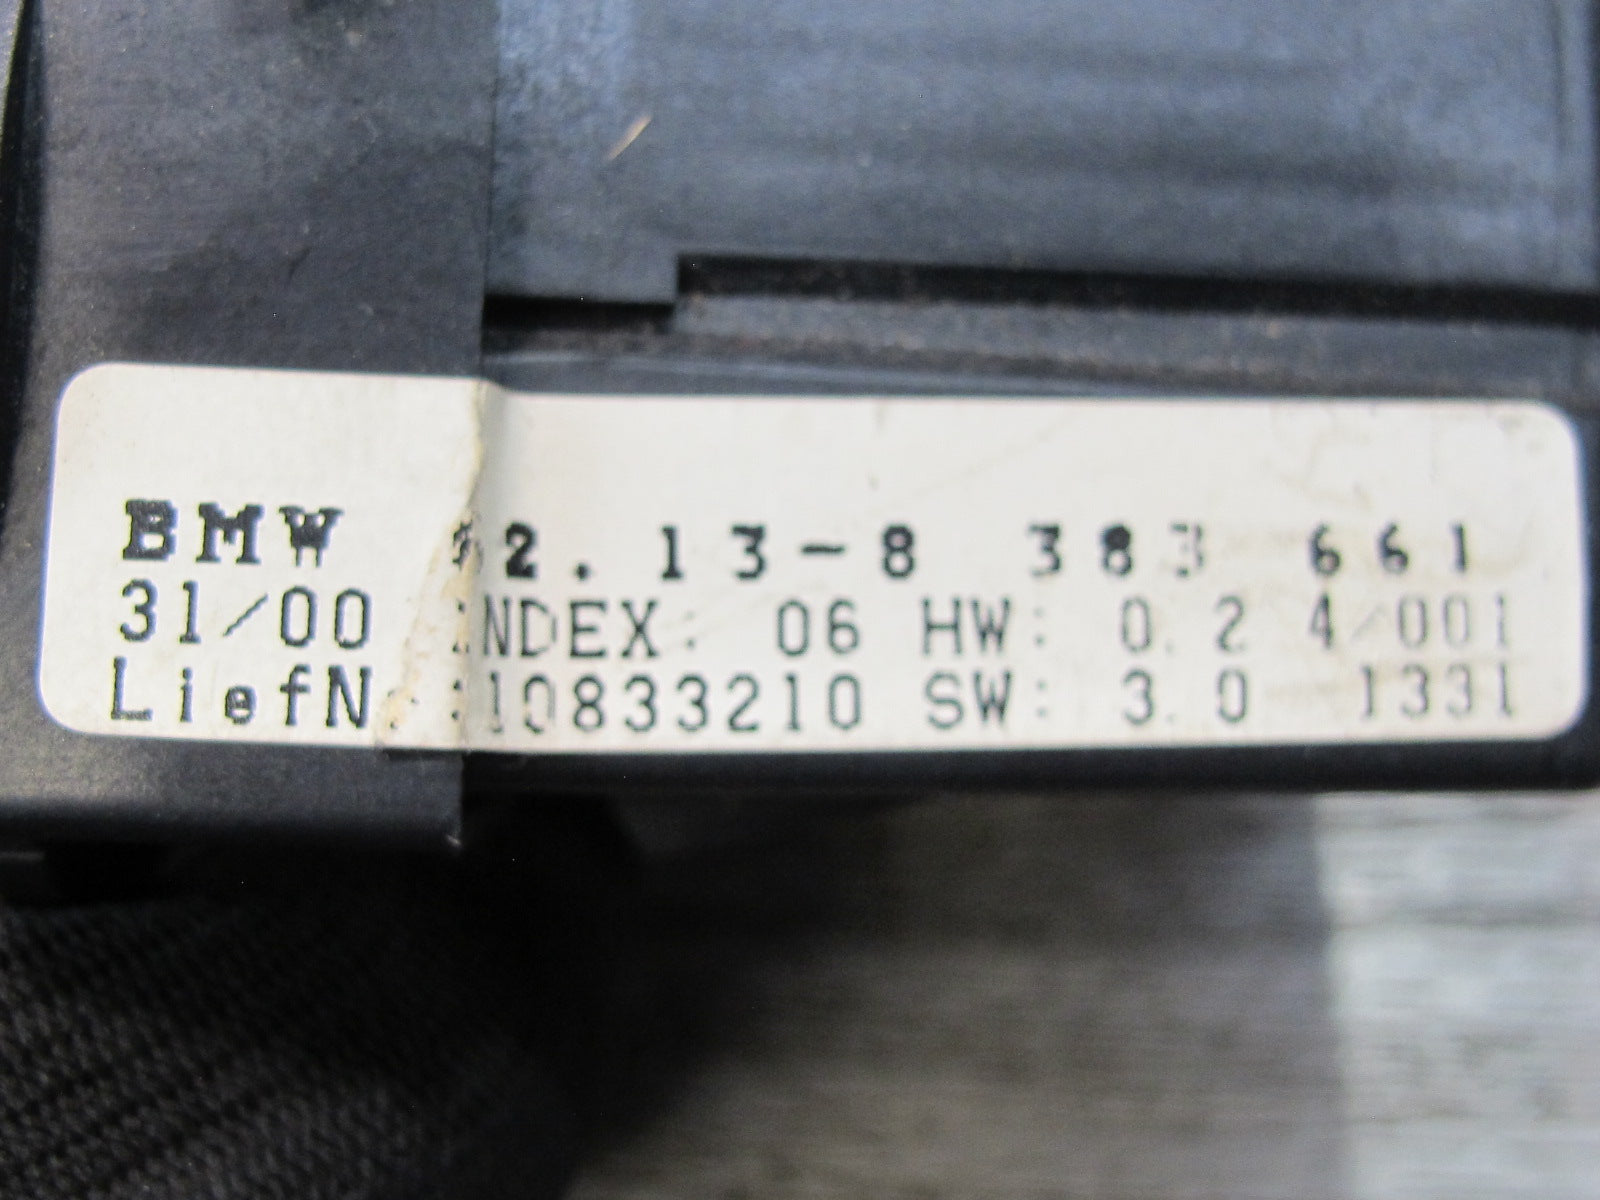 BMW 62.13-8 383 661
31/00 INDEX: 06 HW: 0.2 4/001
LiefN.:10833210 SW: 3.0 1331